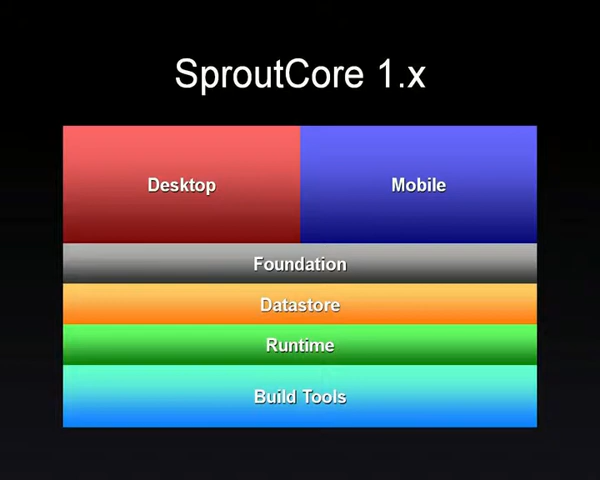 SproutCore 1.x
Desktop
Mobile
Foundation
Datastore
Runtime
Build Tools